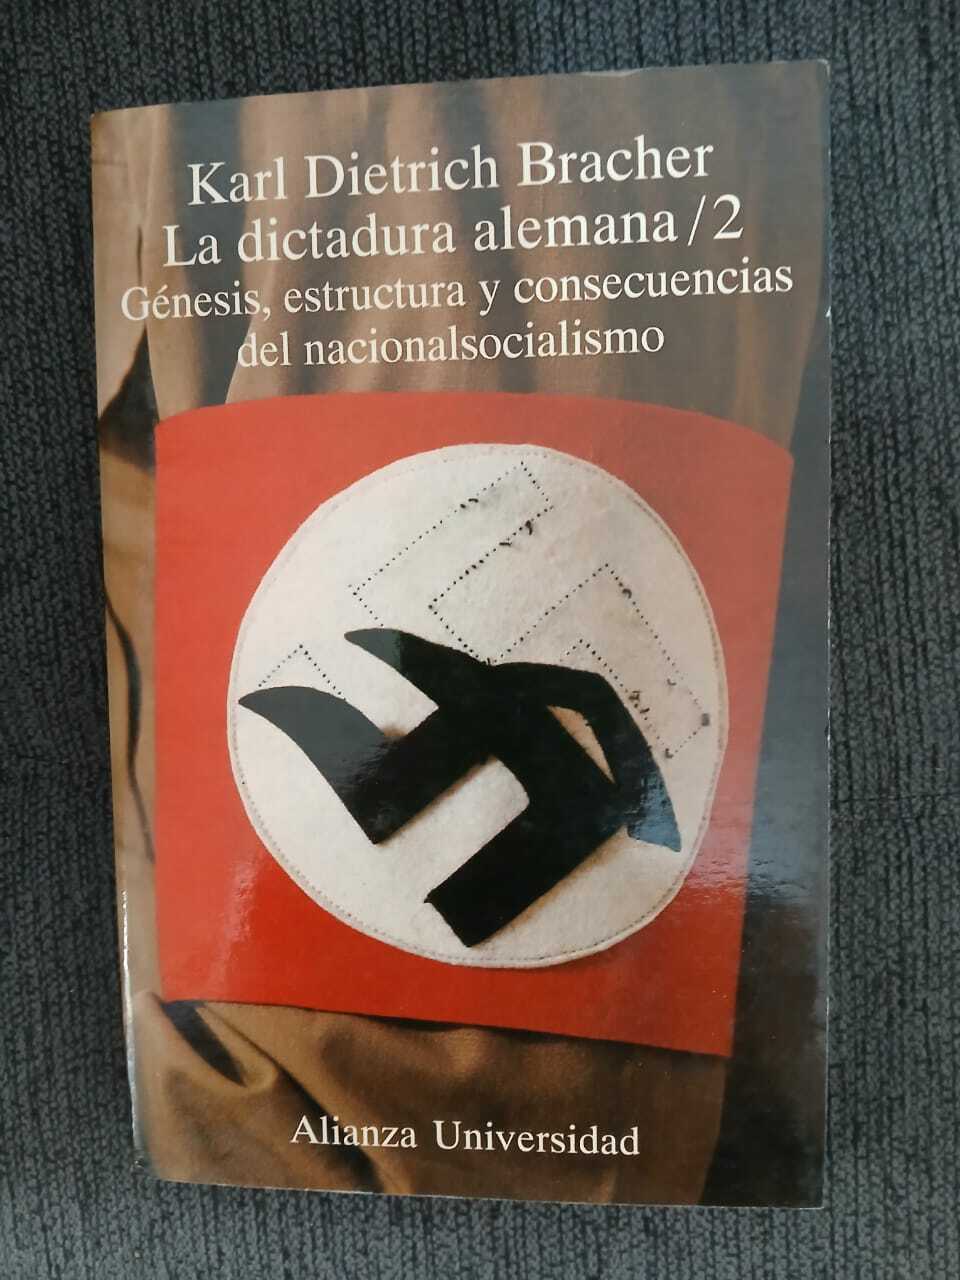 Karl Dietrich Bracher
La dictadura alemana/2
Génesis, estructura y consecuencias
del nacionalsocialismo
Alianza Universidad